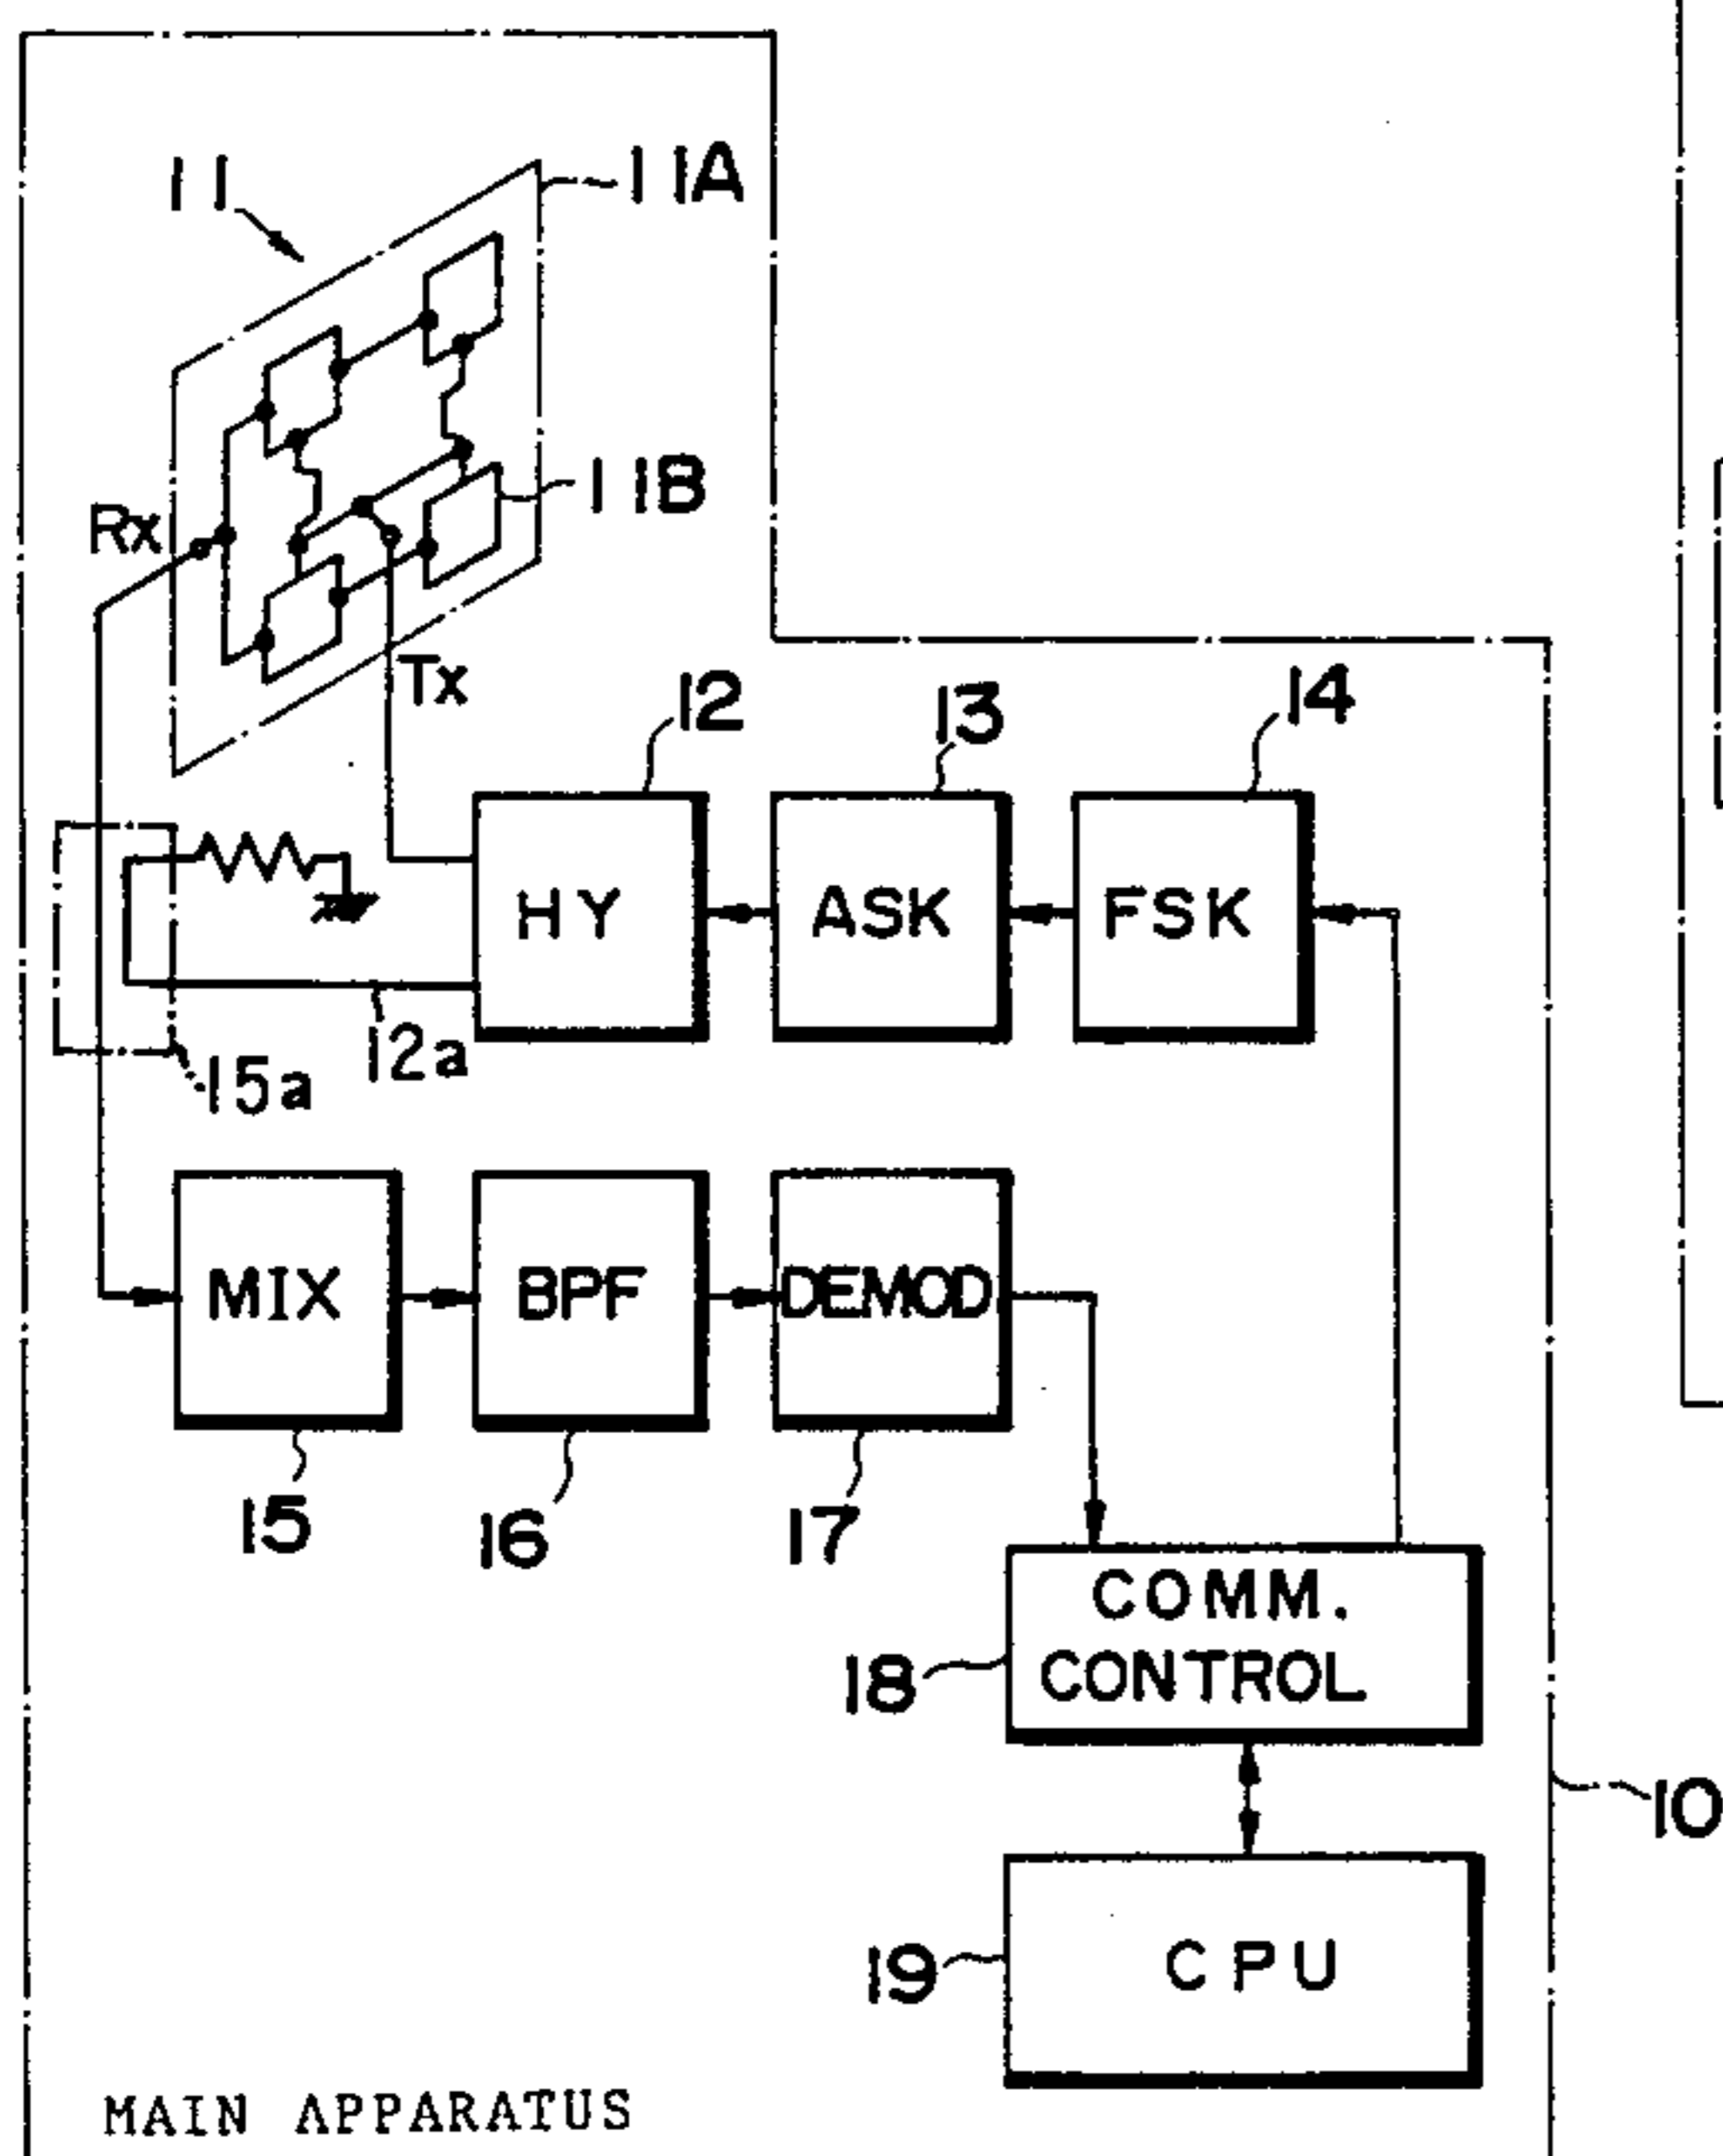 11
11A
11B
Rx
Tx
12
13
14
HY
ASK
FSK
12a
15a
MIX
BPF
DEMOD
15
16
17
COMM.
CONTROL
18
10
CPU
19
MAIN APPARATUS